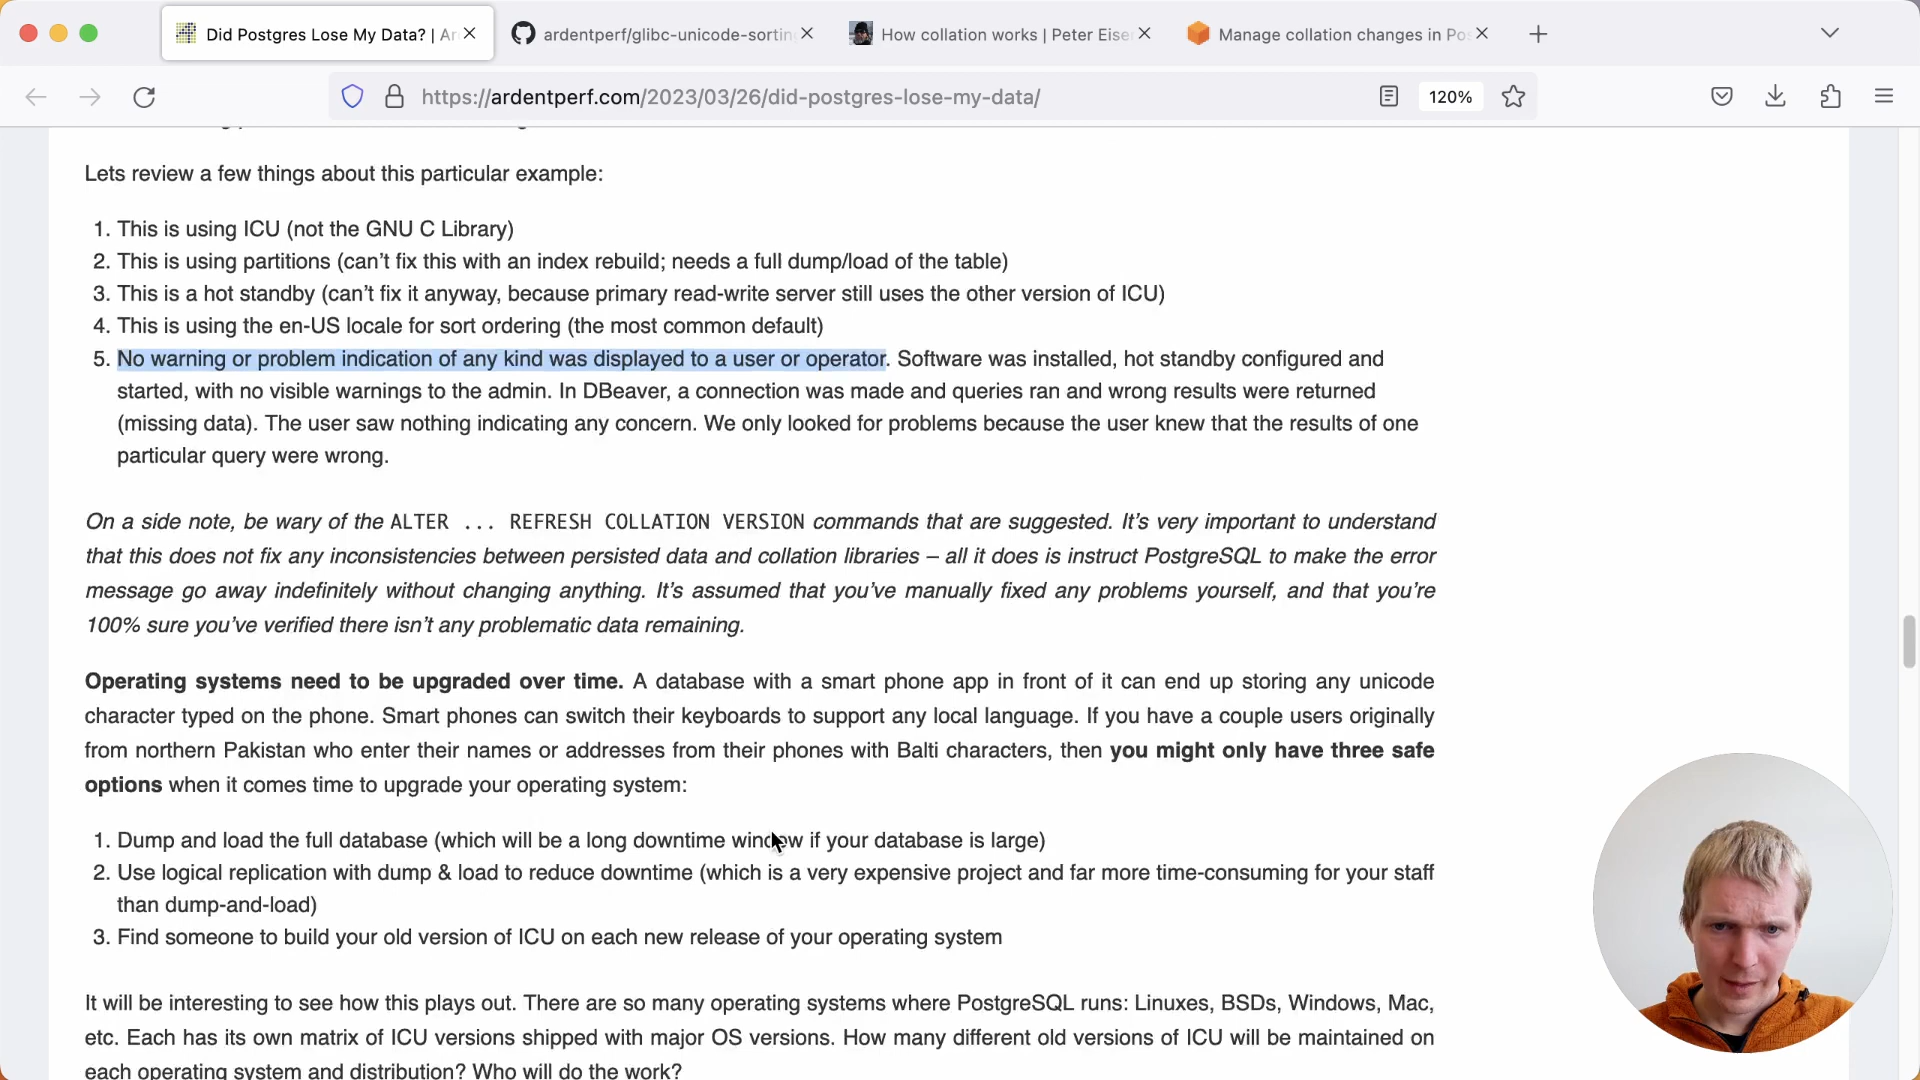 Did Postgres Lose My Data? | Ar
ardentperf/glibc-unicode-sortin
How collation works | Peter Eise
Manage collation changes in Pos
https://ardentperf.com/2023/03/26/did-postgres-lose-my-data/
120%
Lets review a few things about this particular example:
1. This is using ICU (not the GNU C Library)
2. This is using partitions (can’t fix this with an index rebuild; needs a full dump/load of the table)
3. This is a hot standby (can’t fix it anyway, because primary read-write server still uses the other version of ICU)
4. This is using the en-US locale for sort ordering (the most common default)
5. No warning or problem indication of any kind was displayed to a user or operator. Software was installed, hot standby configured and
started, with no visible warnings to the admin. In DBeaver, a connection was made and queries ran and wrong results were returned
(missing data). The user saw nothing indicating any concern. We only looked for problems because the user knew that the results of one
particular query were wrong.
On a side note, be wary of the ALTER ... REFRESH COLLATION VERSION commands that are suggested. It’s very important to understand
that this does not fix any inconsistencies between persisted data and collation libraries – all it does is instruct PostgreSQL to make the error
message go away indefinitely without changing anything. It’s assumed that you’ve manually fixed any problems yourself, and that you’re
100% sure you’ve verified there isn’t any problematic data remaining.
Operating systems need to be upgraded over time. A database with a smart phone app in front of it can end up storing any unicode
character typed on the phone. Smart phones can switch their keyboards to support any local language. If you have a couple users originally
from northern Pakistan who enter their names or addresses from their phones with Balti characters, then you might only have three safe
options when it comes time to upgrade your operating system:
1. Dump and load the full database (which will be a long downtime window if your database is large)
2. Use logical replication with dump & load to reduce downtime (which is a very expensive project and far more time-consuming for your staff
than dump-and-load)
3. Find someone to build your old version of ICU on each new release of your operating system
It will be interesting to see how this plays out. There are so many operating systems where PostgreSQL runs: Linuxes, BSDs, Windows, Mac,
etc. Each has its own matrix of ICU versions shipped with major OS versions. How many different old versions of ICU will be maintained on
each operating system and distribution? Who will do the work?